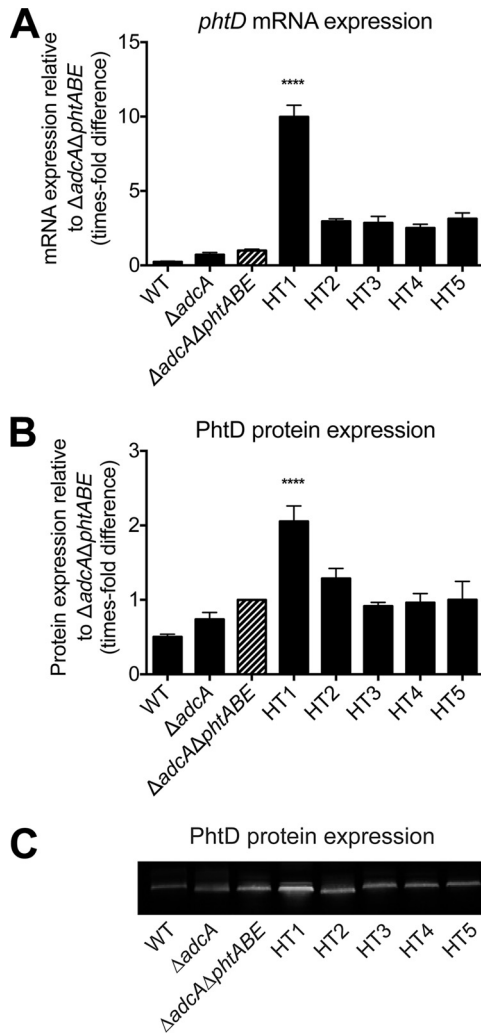 A
phtD mRNA expression
mRNA expression relative
to ΔadcAΔphtABE
(times-fold difference)
15
10
5
0
****
WT
ΔadcA
ΔadcAΔphtABE
HT1
HT2
HT3
HT4
HT5
B
PhtD protein expression
Protein expression relative
to ΔadcAΔphtABE
(times-fold difference)
3
2
1
0
****
WT
ΔadcA
ΔadcAΔphtABE
HT1
HT2
HT3
HT4
HT5
C
PhtD protein expression
WT
ΔadcA
ΔadcAΔphtABE
HT1
HT2
HT3
HT4
HT5